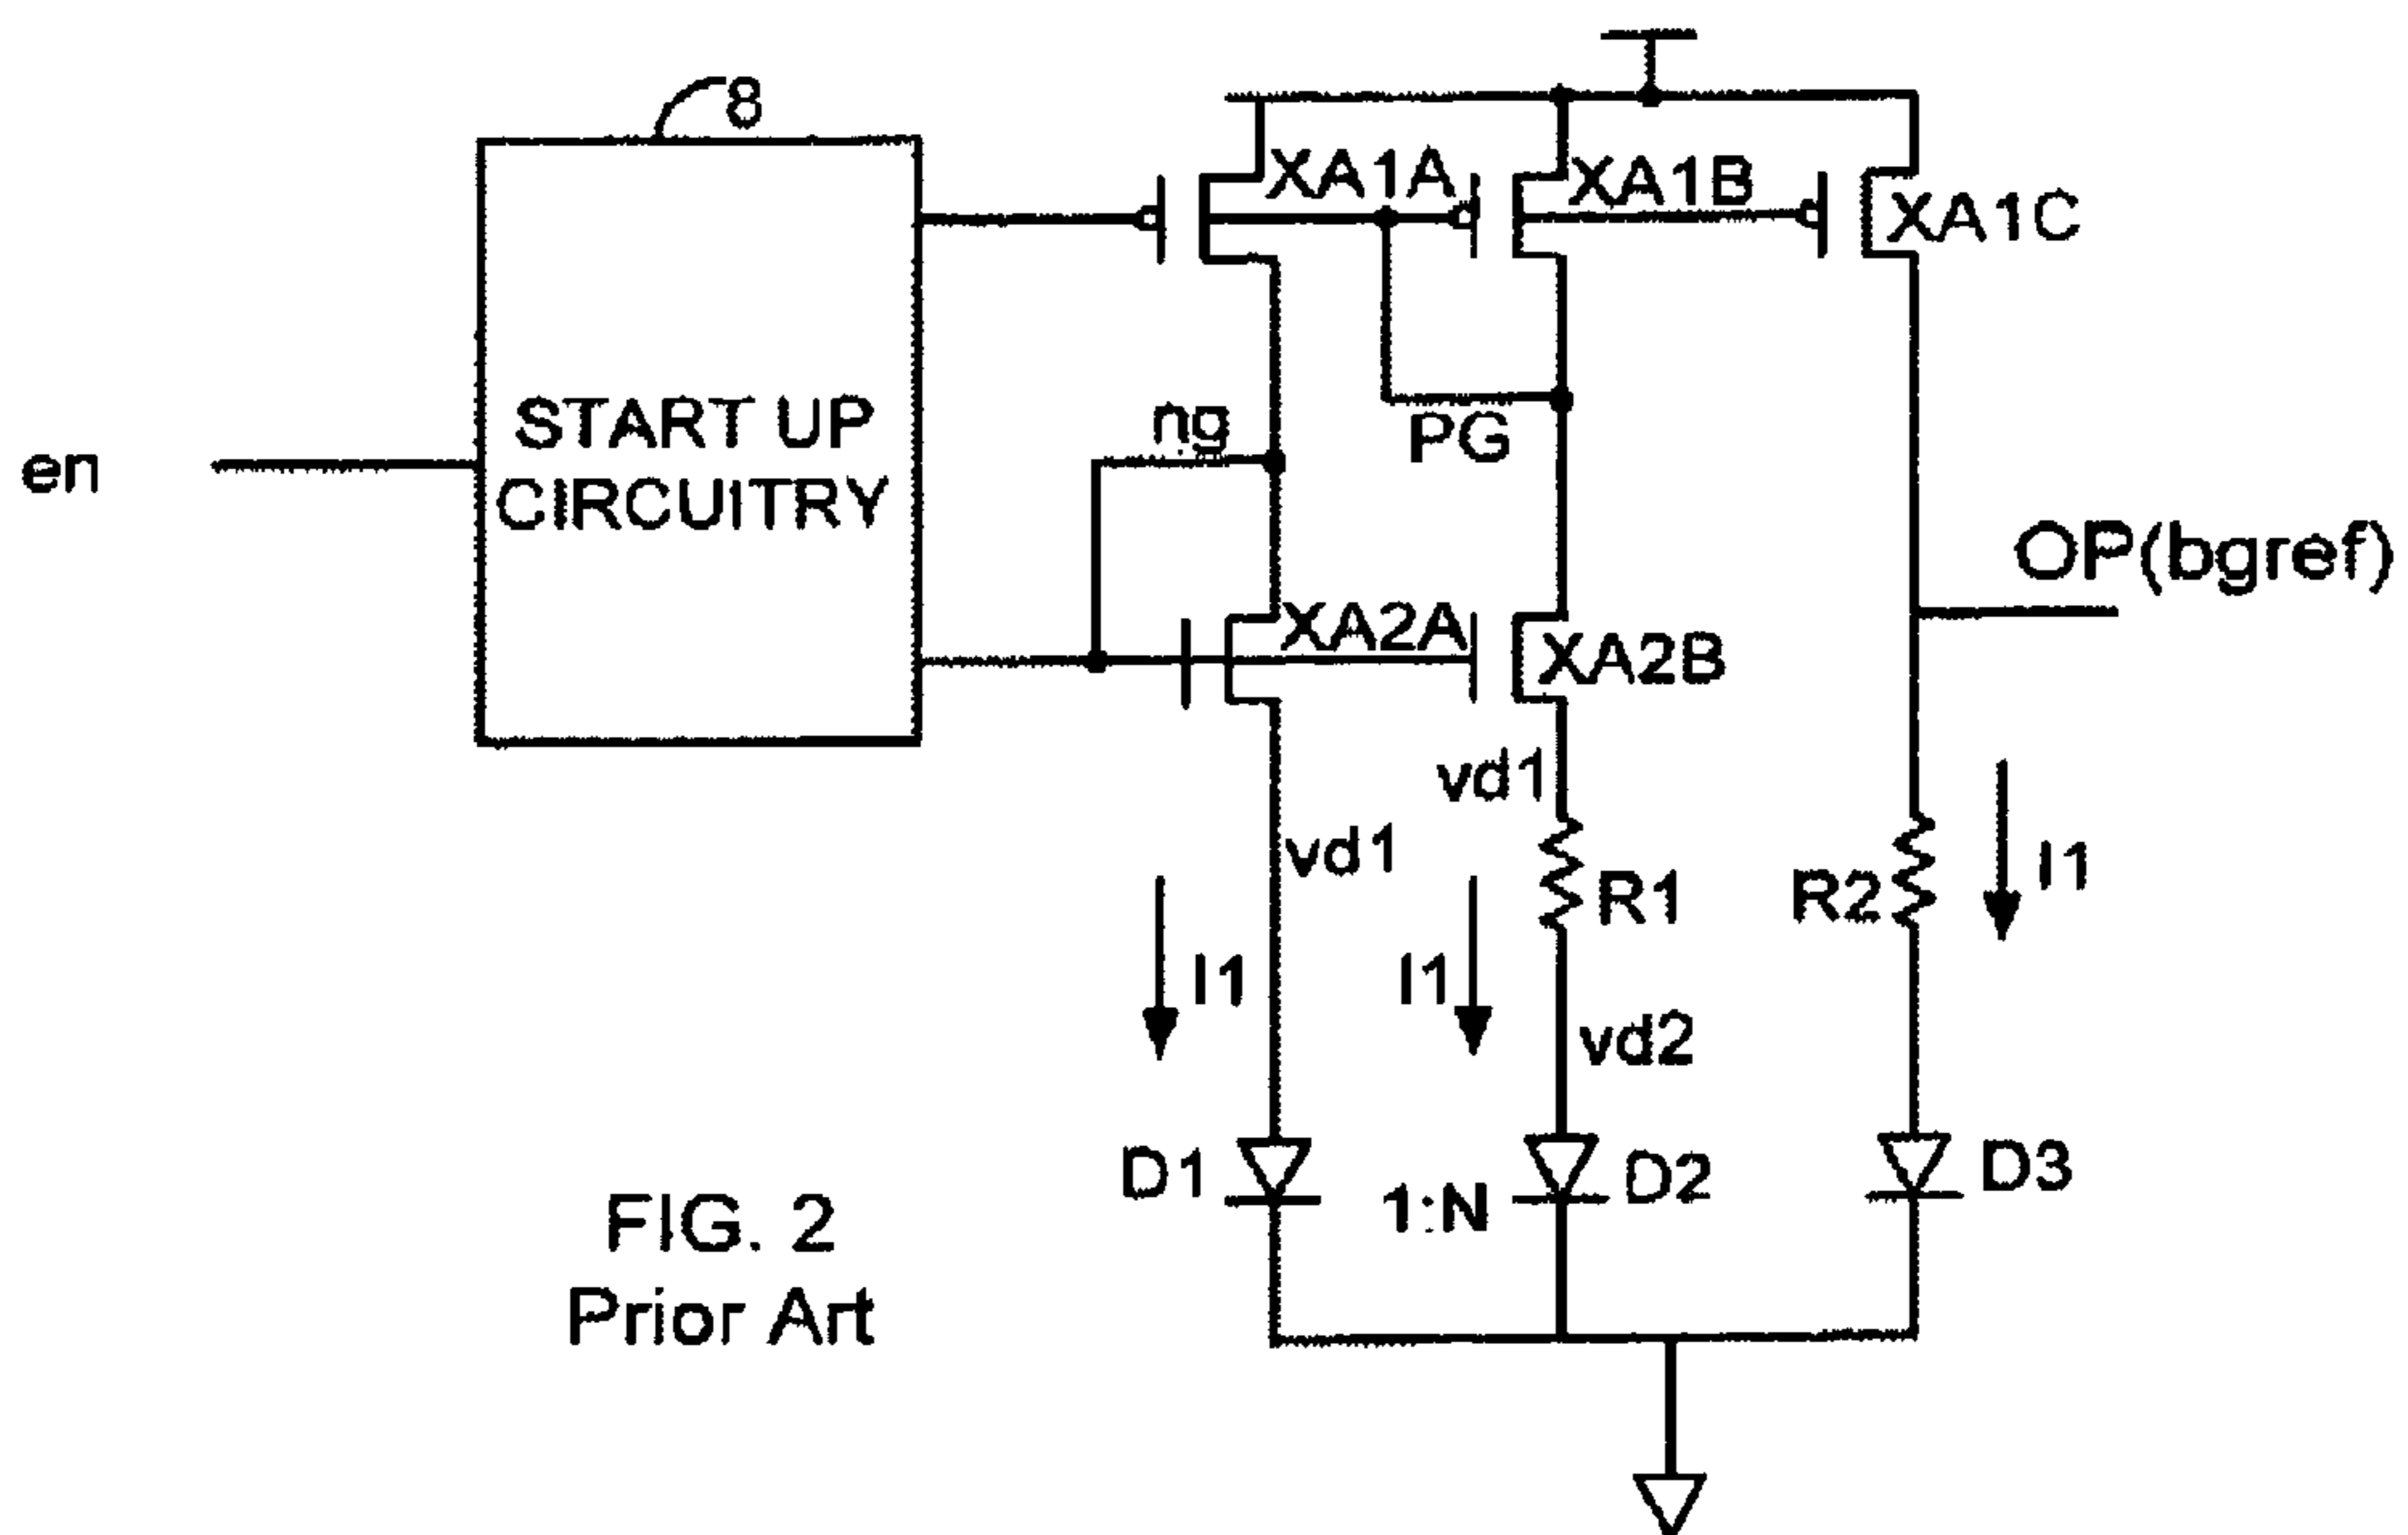 8
XA1A
XA1B
XA1C
en
START UP
CIRCUITRY
ng
PG
OP(bgref)
XA2A
XA2B
vd1
vd1
R1
R2
I1
I1
I1
vd2
D1
1:N
D2
D3
FIG. 2
Prior Art